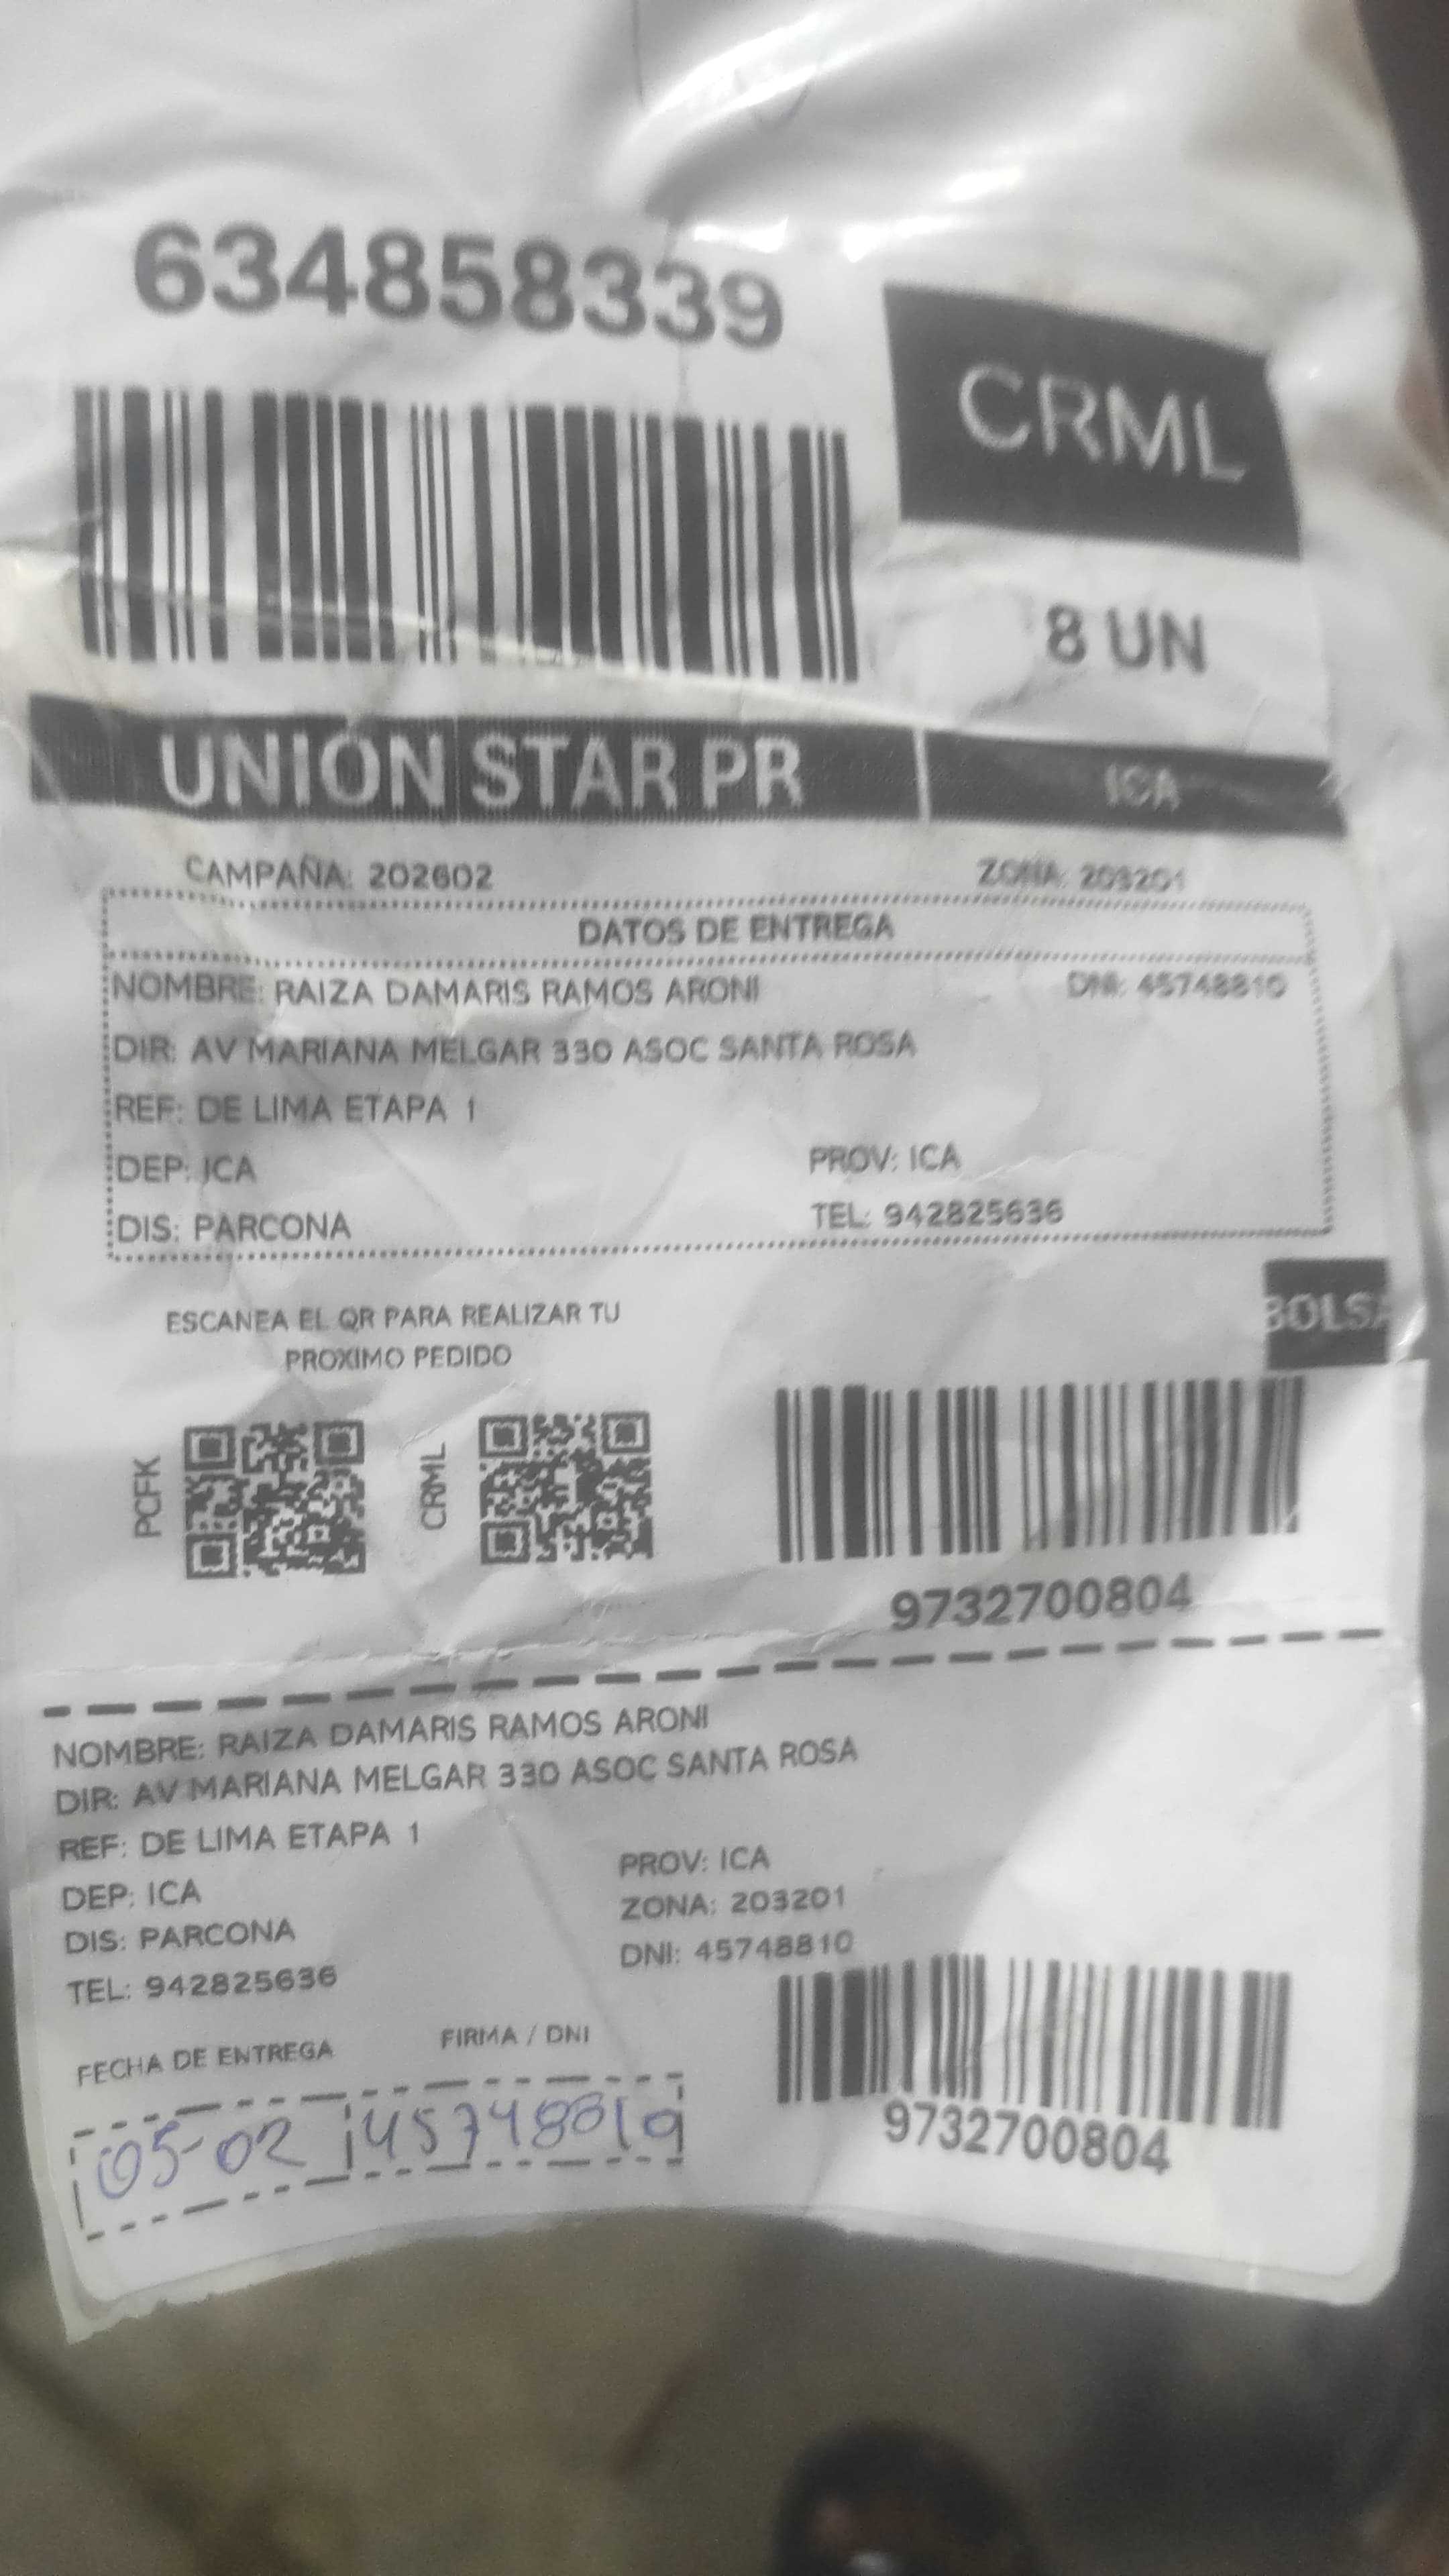 634858339
CRML
8 UN
UNION STAR PR
ICA
CAMPAÑA: 202602 ZONA: 203201
DATOS DE ENTREGA
NOMBRE: RAIZA DAMARIS RAMOS ARONI DNI: 45748810
DIR: AV MARIANA MELGAR 330 ASOC SANTA ROSA
REF: DE LIMA ETAPA 1
DEP: ICA PROV: ICA
DIS: PARCONA TEL: 942825636
BOLSA
ESCANEA EL QR PARA REALIZAR TU
PROXIMO PEDIDO
PCFK
CRML
9732700804
NOMBRE: RAIZA DAMARIS RAMOS ARONI
DIR: AV MARIANA MELGAR 330 ASOC SANTA ROSA
REF: DE LIMA ETAPA 1
DEP: ICA PROV: ICA
DIS: PARCONA ZONA: 203201
TEL: 942825636 DNI: 45748810
FECHA DE ENTREGA FIRMA / DNI
05-02 45748810
9732700804